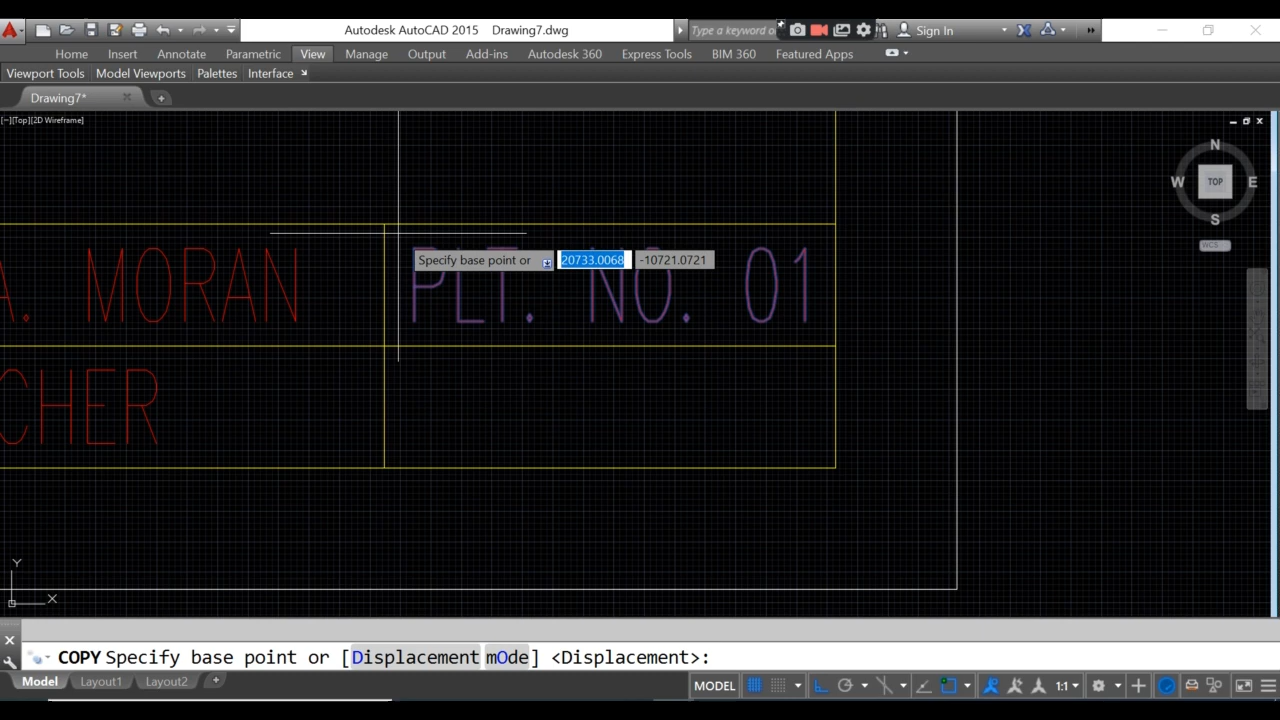 Autodesk AutoCAD 2015 Drawing7.dwg
Type a keyword o
Sign In
Home Insert Annotate Parametric View Manage Output Add-ins Autodesk 360 Express Tools BIM 360 Featured Apps
Viewport Tools Model Viewports Palettes Interface
Drawing7*
[−][Top][2D Wireframe]
N
W TOP E
S
WCS
A. MORAN PLT. NO. 01
Specify base point or 20733.0068 -10721.0721
CHER
Y
X
COPY Specify base point or [Displacement mOde] <Displacement>:
Model Layout1 Layout2
MODEL 1:1